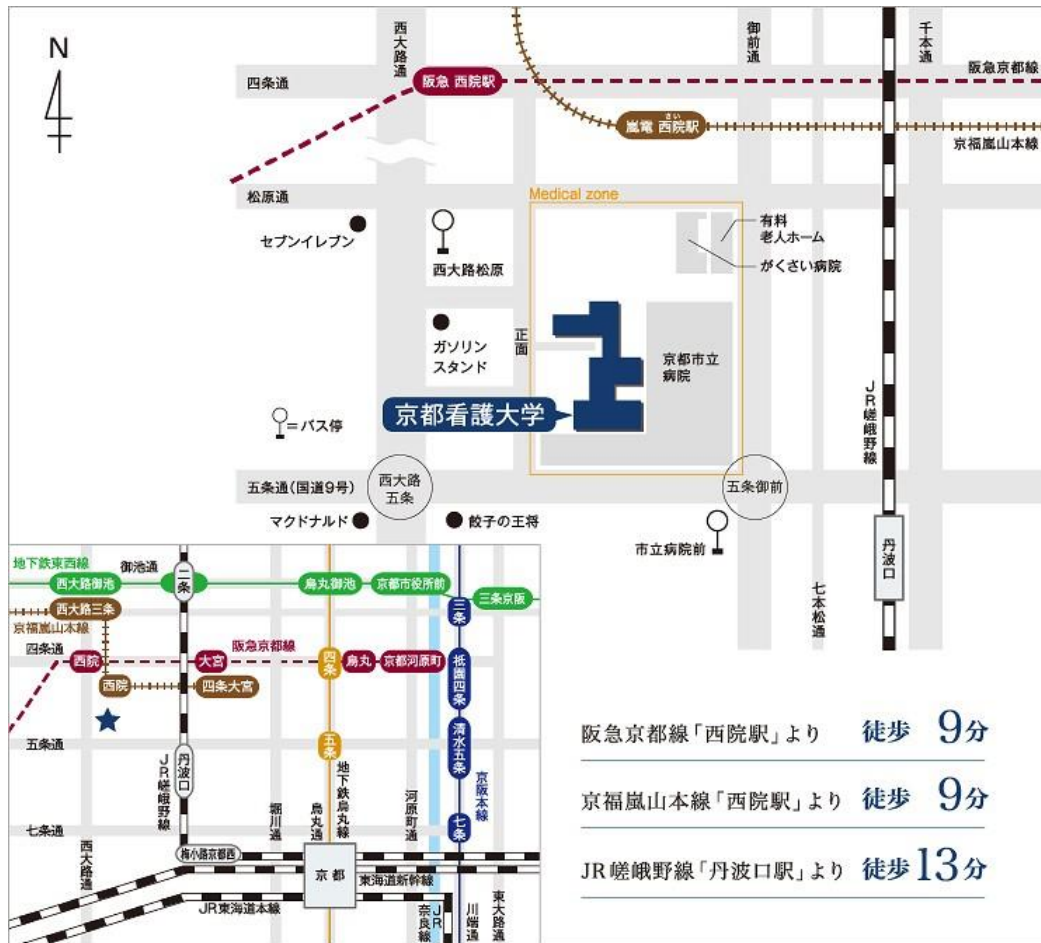 N
西大路通
御前通
千本通
四条通
阪急 西院駅
阪急京都線
さい
嵐電 西院駅
京福嵐山本線
松原通
Medical zone
セブンイレブン
西大路松原
有料
老人ホーム
がくさい病院
ガソリン
スタンド
正面
京都市立
病院
京都看護大学
=バス停
JR嵯峨野線
五条通(国道9号)
西大路
五条
五条御前
マクドナルド
餃子の王将
市立病院前
丹波口
七本松通
地下鉄東西線
御池通
西大路御池
二条
烏丸御池
京都市役所前
三条京阪
西大路三条
三条
京福嵐山本線
四条通
阪急京都線
西院
大宮
四条
烏丸
京都河原町
祇園四条
西院
四条大宮
五条通
丹波口
五条
清水五条
JR嵯峨野線
地下鉄烏丸線
京阪本線
七条通
西大路通
堀川通
烏丸通
河原町通
七条
梅小路京都西
京都
東海道新幹線
JR東海道本線
JR
奈良線
川端通
東大路通
阪急京都線「西院駅」より 徒歩 9分
京福嵐山本線「西院駅」より 徒歩 9分
JR嵯峨野線「丹波口駅」より 徒歩13分